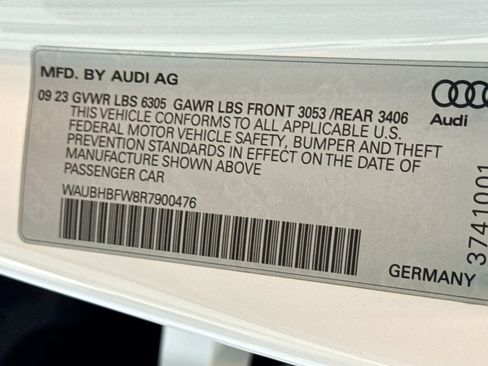 MFD. BY AUDI AG
09 23 GVWR LBS 6305 GAWR LBS FRONT 3053 /REAR 3406
THIS VEHICLE CONFORMS TO ALL APPLICABLE U.S.
FEDERAL MOTOR VEHICLE SAFETY, BUMPER AND THEFT
PREVENTION STANDARDS IN EFFECT ON THE DATE OF
MANUFACTURE SHOWN ABOVE
PASSENGER CAR
WAUBHBFW8R7900476
Audi
3741001
GERMANY